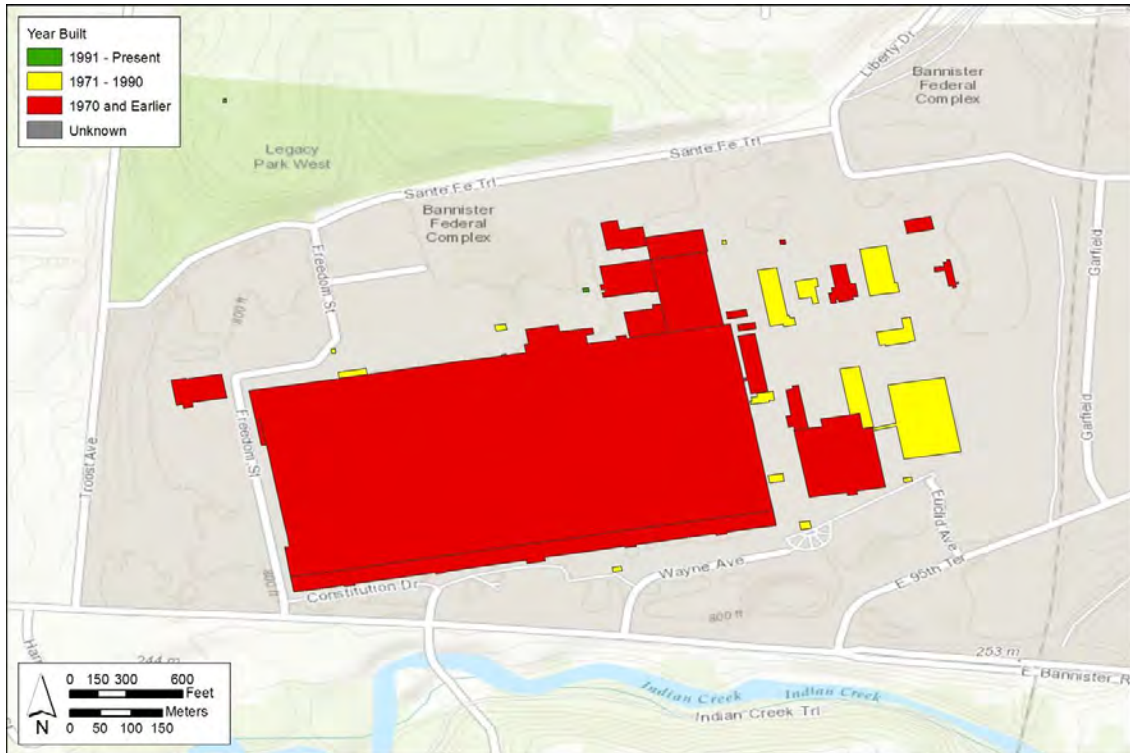 Year Built
1991 - Present
1971 - 1990
1970 and Earlier
Unknown
Liberty Dr
Bannister
Federal
Complex
Legacy
Park West
Sante Fe Trl
Sante Fe Trl
Bannister
Federal
Complex
Freedom St
Garfield
800 ft
Freedom St
Garfield
Troost Ave
Euclid Ave
E 95th Ter
Wayne Ave
Constitution Dr
800 ft
800 ft
244 m
253 m
E Bannister R
Indian Creek
Indian Creek
Indian Creek Trl
0 150 300 600
Feet
Meters
0 50 100 150
N